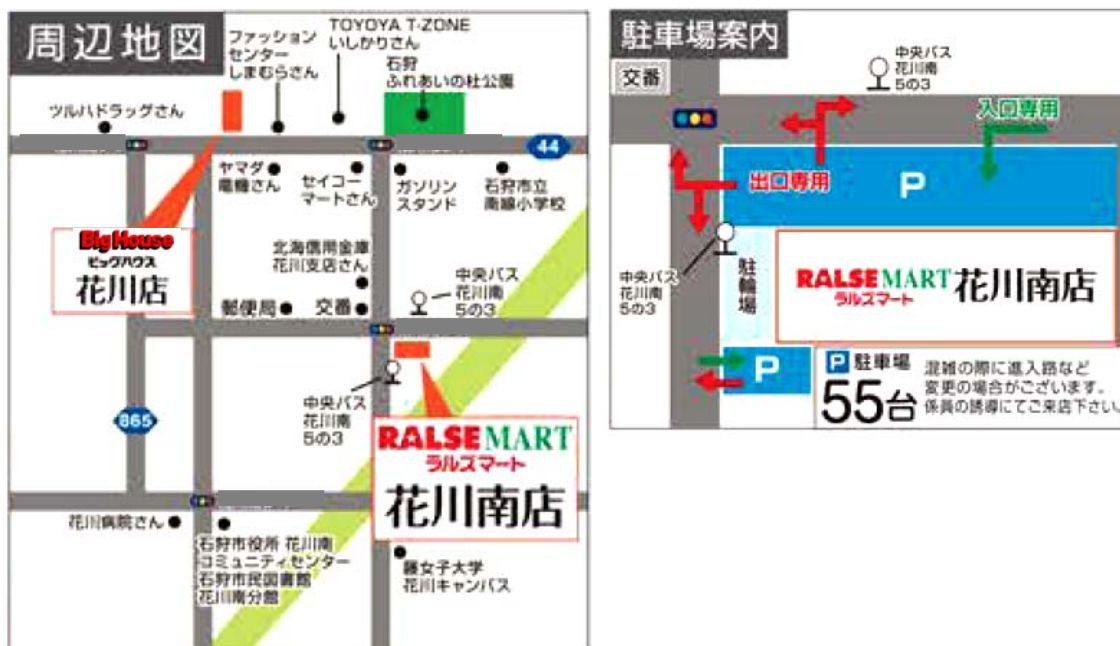 周辺地図
ファッション
センター
しまむらさん
TOYOYA T-ZONE
いしかりさん
石狩
ふれあいの杜公園
ツルハドラッグさん
44
ヤマダ
電機さん
セイコー
マートさん
ガソリン
スタンド
石狩市立
南線小学校
Big House
ビッグハウス
花川店
北海信用金庫
花川支店さん
中央バス
花川南
5の3
郵便局
交番
865
中央バス
花川南
5の3
RALSE MART
ラルズマート
花川南店
花川病院さん
石狩市役所 花川南
コミュニティセンター
石狩市民図書館
花川南分館
藤女子大学
花川キャンパス
駐車場案内
交番
中央バス
花川南
5の3
入口専用
出口専用
P
中央バス
花川南
5の3
駐輪場
RALSE MART
ラルズマート
花川南店
P
P 駐車場
55台
混雑の際に進入路など
変更の場合がございます。
係員の誘導にてご来店下さい。